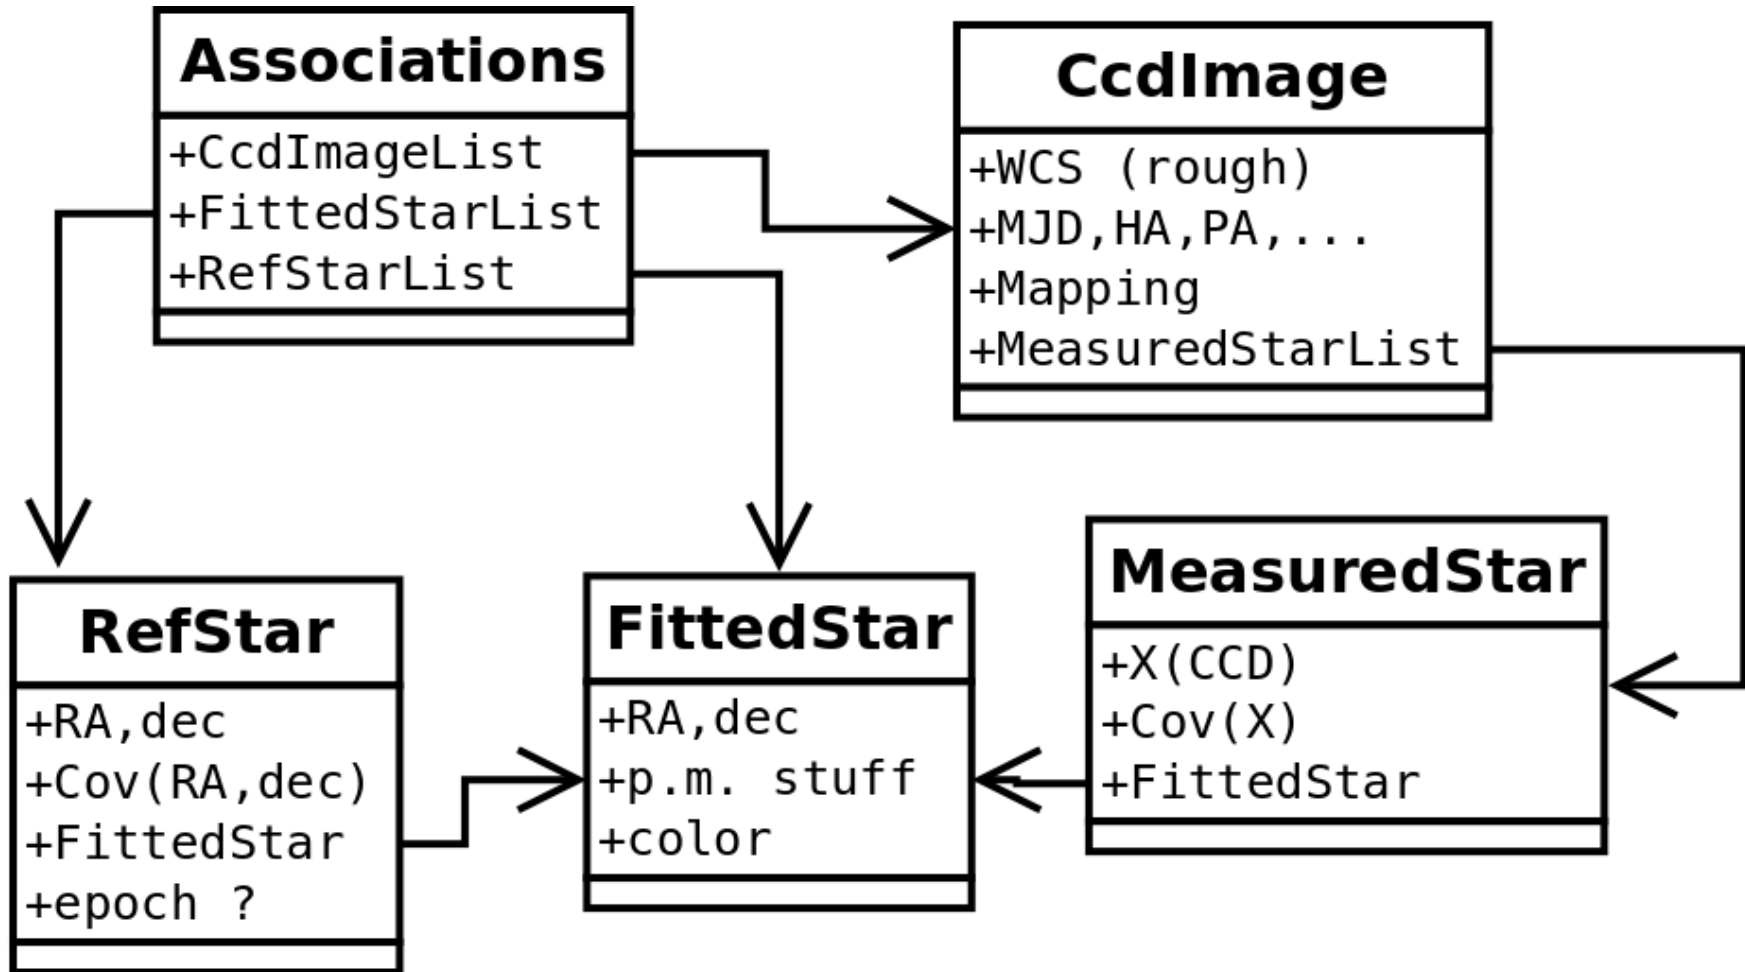 Associations
+CcdImageList
+FittedStarList
+RefStarList
CcdImage
+WCS (rough)
+MJD,HA,PA,...
+Mapping
+MeasuredStarList
RefStar
+RA,dec
+Cov(RA,dec)
+FittedStar
+epoch ?
FittedStar
+RA,dec
+p.m. stuff
+color
MeasuredStar
+X(CCD)
+Cov(X)
+FittedStar